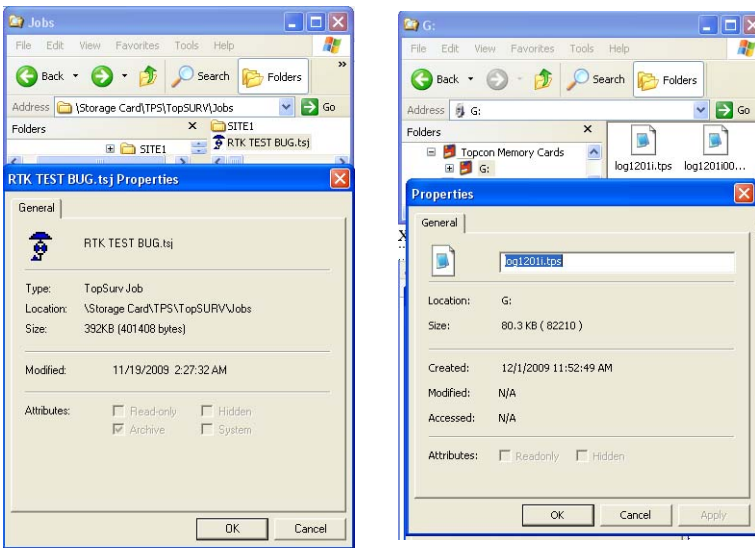 Jobs
File Edit View Favorites Tools Help
Back Search Folders
Address \Storage Card\TPS\TopSURV\Jobs Go
Folders x SITE1
SITE1 RTK TEST BUG.tsj
RTK TEST BUG.tsj Properties
General
RTK TEST BUG.tsj
Type: TopSurv Job
Location: \Storage Card\TPS\TopSURV\Jobs
Size: 392KB (401408 bytes)
Modified: 11/19/2009 2:27:32 AM
Attributes: Read-only Hidden
Archive System
OK Cancel
G:
File Edit View Favorites Tools Help
Back Search Folders
Address G: Go
Folders x
Topcon Memory Cards
G:
log1201i.tps log1201i00...
Properties
General
log1201i.tps
Location: G:
Size: 80.3 KB ( 82210 )
Created: 12/1/2009 11:52:49 AM
Modified: N/A
Accessed: N/A
Attributes: Readonly Hidden
OK Cancel Apply